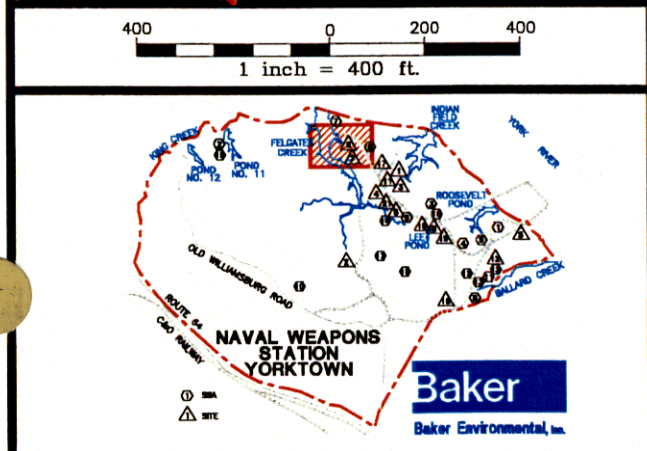 400 0 200 400
1 inch = 400 ft.
INDIAN
FIELD
CREEK
YORK
RIVER
KING CREEK
FELGATES
CREEK
POND
NO. 12
POND
NO. 11
ROOSEVELT
POND
LEE
POND
OLD WILLIAMSBURG ROAD
BALLARD CREEK
ROUTE 64
C&O RAILWAY
NAVAL WEAPONS
STATION
YORKTOWN
1 SSA
1 SITE
Baker
Baker Environmental, Inc.